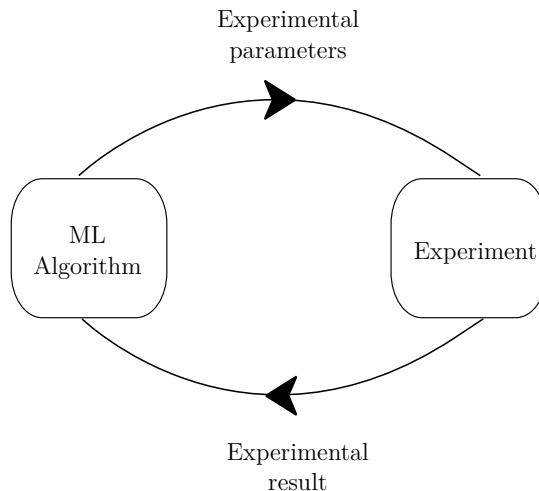 Experimental
parameters
ML
Algorithm
Experiment
Experimental
result